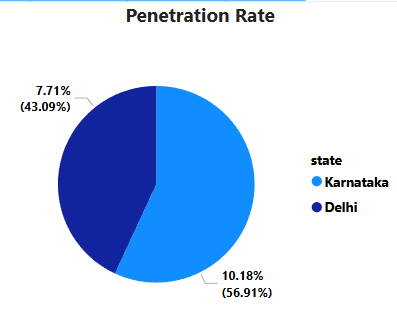 Penetration Rate
7.71%
(43.09%)
state
Karnataka
Delhi
10.18%
(56.91%)